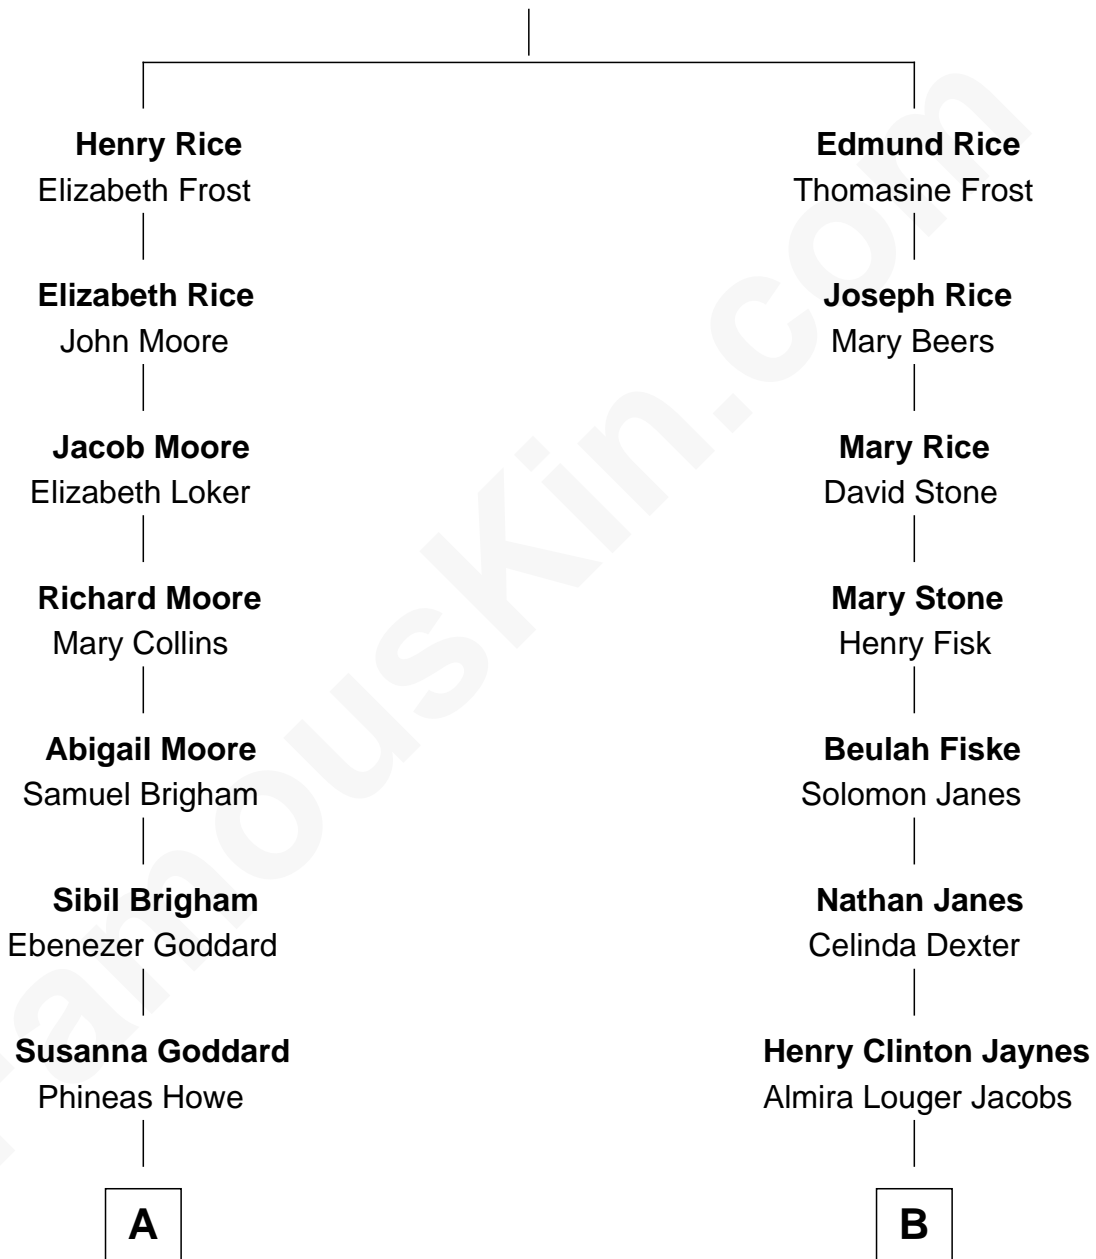 Henry Rice
Elizabeth Frost
Elizabeth Rice
John Moore
Jacob Moore
Elizabeth Loker
Richard Moore
Mary Collins
Abigail Moore
Samuel Brigham
Sibil Brigham
Ebenezer Goddard
Susanna Goddard
Phineas Howe
A
Edmund Rice
Thomasine Frost
Joseph Rice
Mary Beers
Mary Rice
David Stone
Mary Stone
Henry Fisk
Beulah Fiske
Solomon Janes
Nathan Janes
Celinda Dexter
Henry Clinton Jaynes
Almira Louger Jacobs
B
FamousKin.com